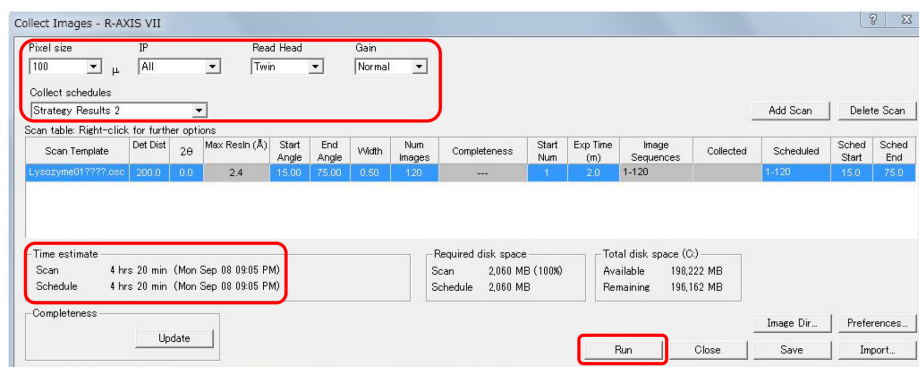 Collect Images - R-AXIS VII
Pixel size IP Read Head Gain
100 μ All Twin Normal
Collect schedules
Strategy Results 2
Add Scan Delete Scan
Scan table: Right-click for further options
Scan Template Det Dist 2θ Max Resln (Å) Start Angle End Angle Width Num Images Completeness Start Num Exp Time (m) Image Sequences Collected Scheduled Sched Start Sched End
Lysozyme01????.osc 200.0 0.0 2.4 15.00 75.00 0.50 120 --- 1 2.0 1-120 1-120 15.0 75.0
Time estimate Required disk space Total disk space (C:)
Scan 4 hrs 20 min (Mon Sep 08 09:05 PM) Scan 2,060 MB (100%) Available 198,222 MB
Schedule 4 hrs 20 min (Mon Sep 08 09:05 PM) Schedule 2,060 MB Remaining 196,162 MB
Completeness
Update
Image Dir... Preferences...
Run Close Save Import...